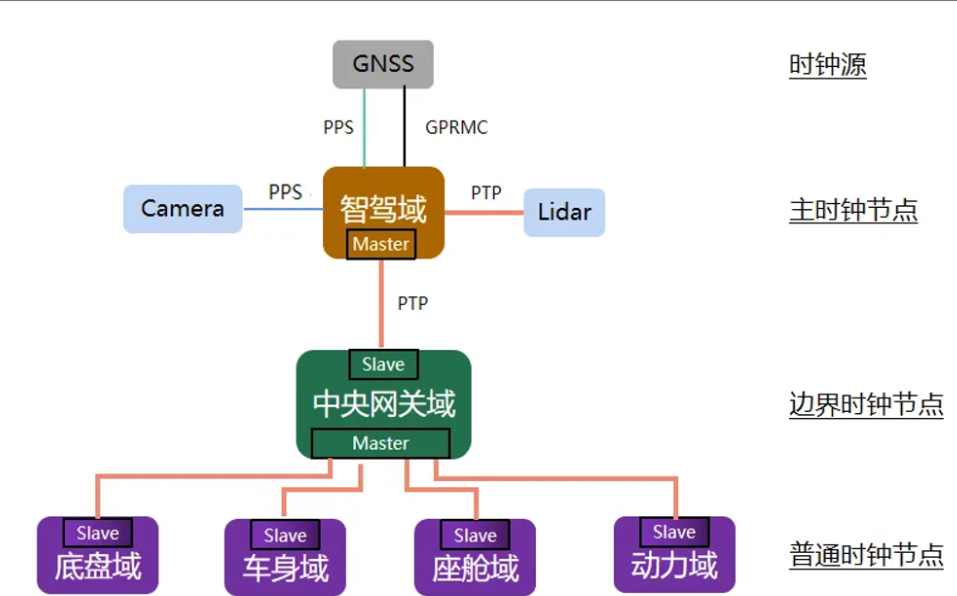 GNSS
时钟源
PPS
GPRMC
Camera
PPS
智驾域
Master
PTP
Lidar
主时钟节点
PTP
Slave
中央网关域
Master
边界时钟节点
Slave
底盘域
Slave
车身域
Slave
座舱域
Slave
动力域
普通时钟节点